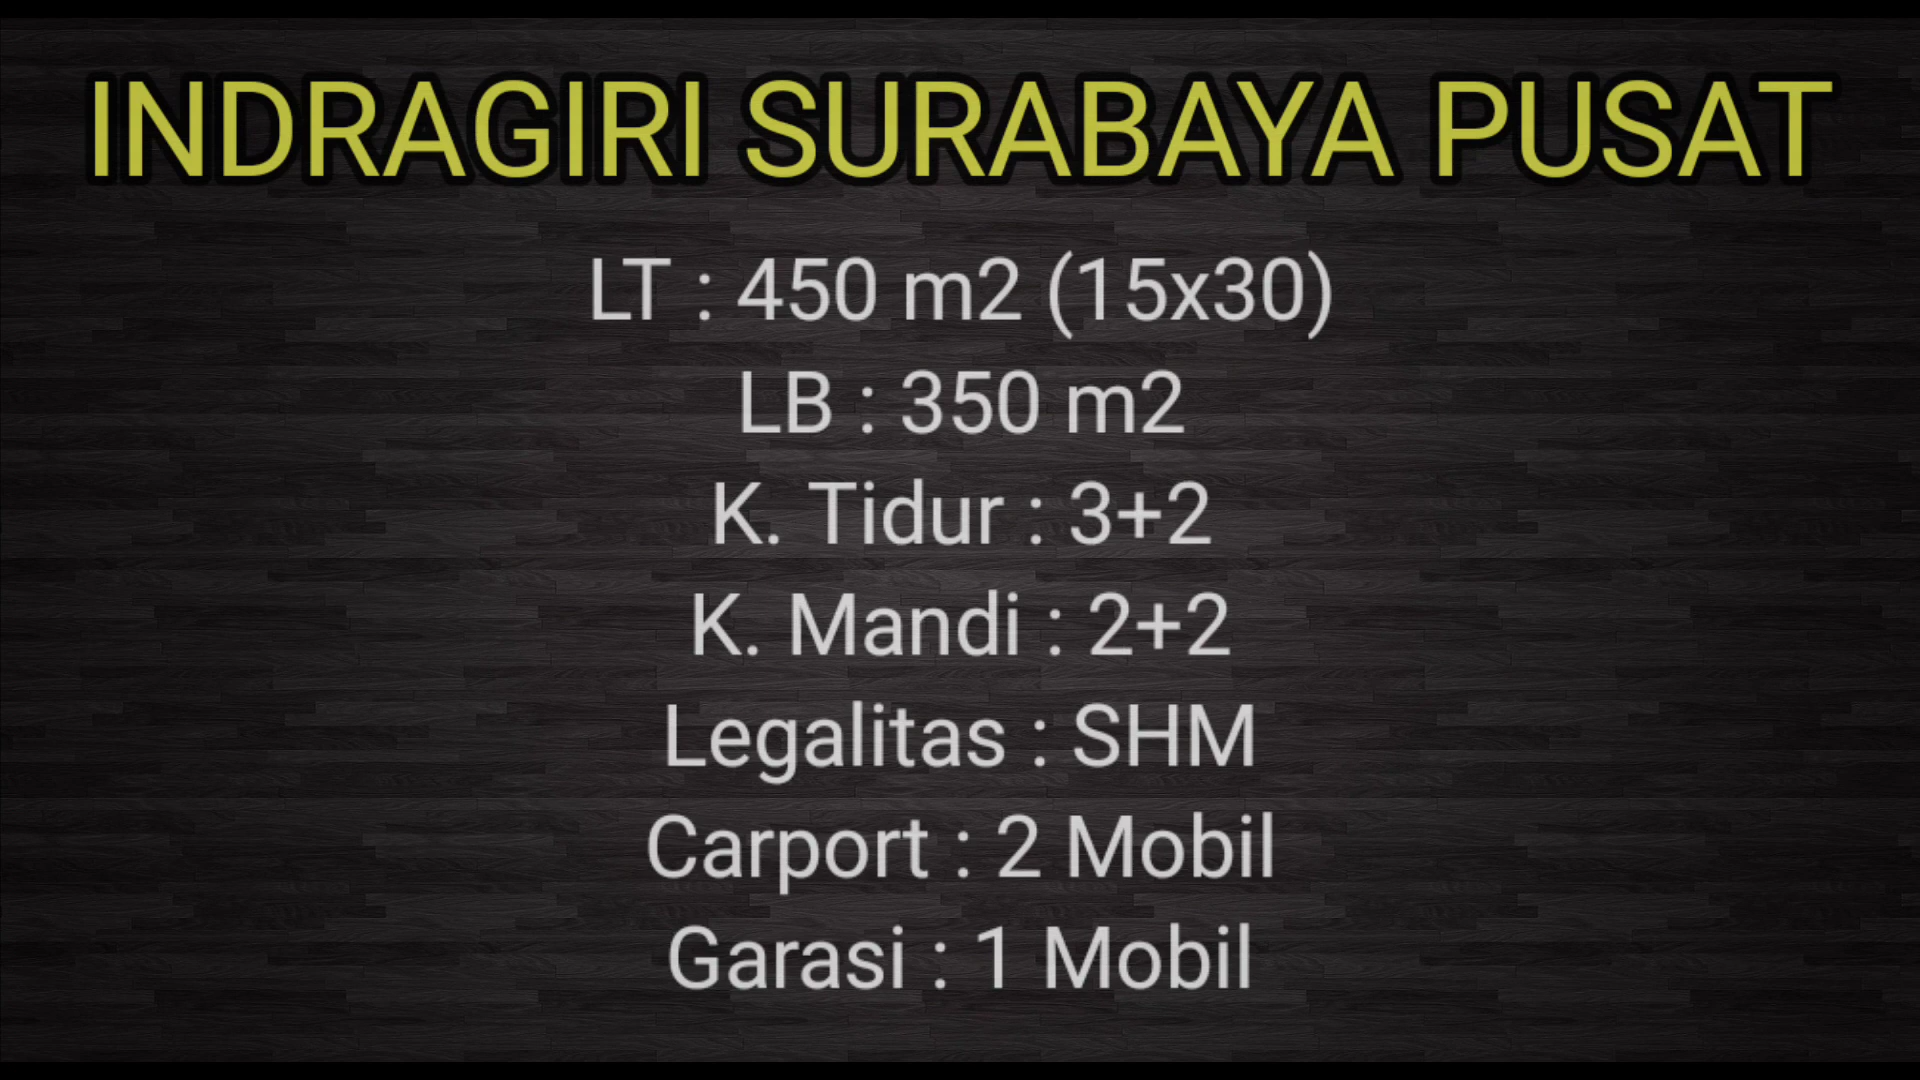 INDRAGIRI SURABAYA PUSAT
LT : 450 m2 (15x30)
LB : 350 m2
K. Tidur : 3+2
K. Mandi : 2+2
Legalitas : SHM
Carport : 2 Mobil
Garasi : 1 Mobil